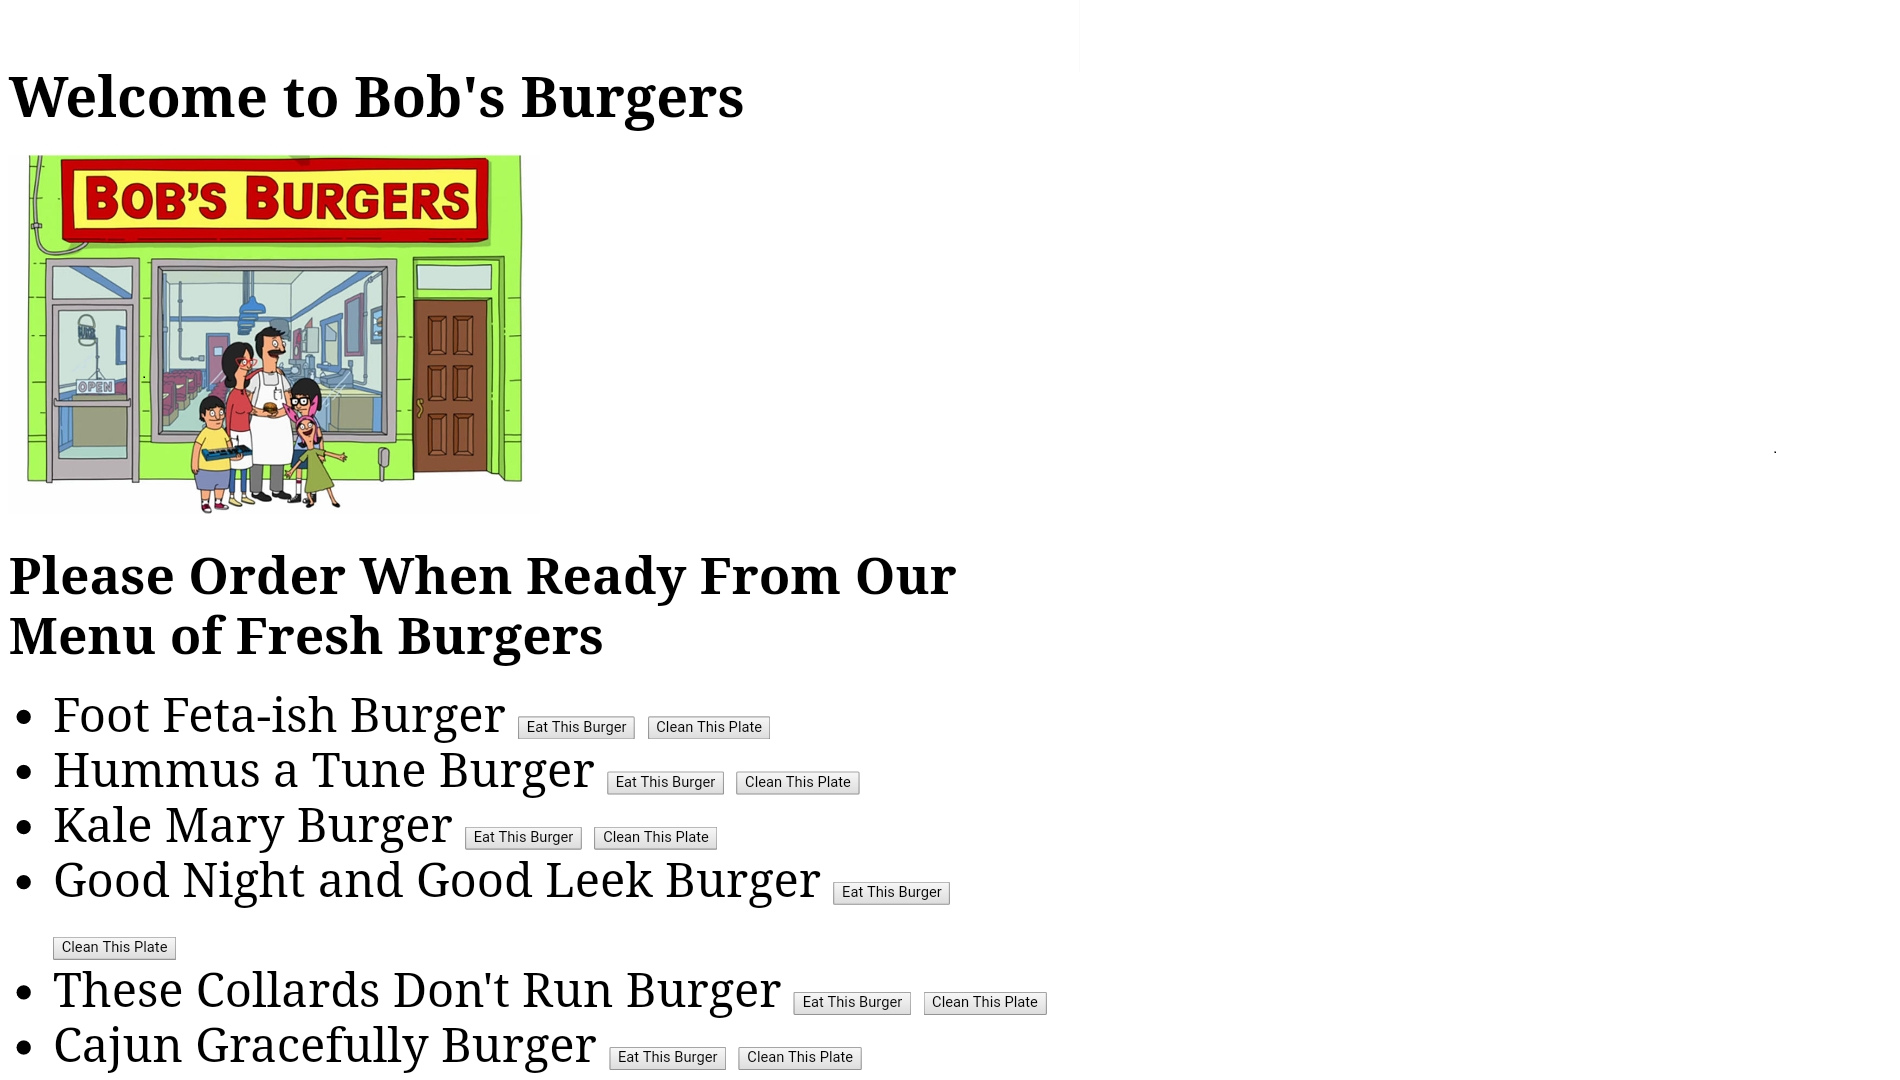 Welcome to Bob's Burgers
BOB'S BURGERS
OPEN
Please Order When Ready From Our
Menu of Fresh Burgers
• Foot Feta-ish Burger Eat This Burger Clean This Plate
• Hummus a Tune Burger Eat This Burger Clean This Plate
• Kale Mary Burger Eat This Burger Clean This Plate
• Good Night and Good Leek Burger Eat This Burger
Clean This Plate
• These Collards Don't Run Burger Eat This Burger Clean This Plate
• Cajun Gracefully Burger Eat This Burger Clean This Plate